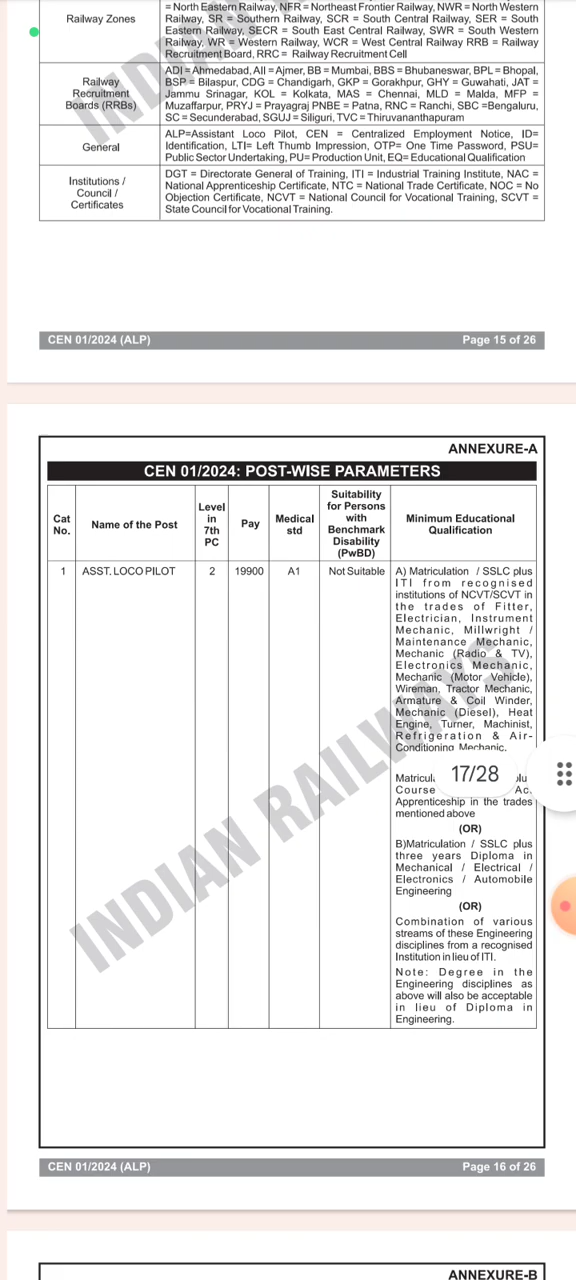 = North Eastern Railway, NFR = Northeast Frontier Railway, NWR = North Western
Railway Zones
Railway, SR = Southern Railway, SCR = South Central Railway, SER = South
Eastern Railway, SECR = South East Central Railway, SWR = South Western
Railway, WR = Western Railway, WCR = West Central Railway RRB = Railway
Recruitment Board, RRC = Railway Recruitment Cell
Railway
Recruitment
Boards (RRBs)
ADI = Ahmedabad, AII = Ajmer, BB = Mumbai, BBS = Bhubaneswar, BPL = Bhopal,
BSP = Bilaspur, CDG = Chandigarh, GKP = Gorakhpur, GHY = Guwahati, JAT =
Jammu Srinagar, KOL = Kolkata, MAS = Chennai, MLD = Malda, MFP =
Muzaffarpur, PRYJ = Prayagraj PNBE = Patna, RNC = Ranchi, SBC =Bengaluru,
SC = Secunderabad, SGUJ = Siliguri, TVC = Thiruvananthapuram
General
ALP=Assistant Loco Pilot, CEN = Centralized Employment Notice, ID=
Identification, LTI= Left Thumb Impression, OTP= One Time Password, PSU=
Public Sector Undertaking, PU= Production Unit, EQ= Educational Qualification
Institutions /
Council /
Certificates
DGT = Directorate General of Training, ITI = Industrial Training Institute, NAC =
National Apprenticeship Certificate, NTC = National Trade Certificate, NOC = No
Objection Certificate, NCVT = National Council for Vocational Training, SCVT =
State Council for Vocational Training.
CEN 01/2024 (ALP)
Page 15 of 26
ANNEXURE-A
CEN 01/2024: POST-WISE PARAMETERS
Cat
No.
Name of the Post
Level
in
7th
PC
Pay
Medical
std
Suitability
for Persons
with
Benchmark
Disability
(PwBD)
Minimum Educational
Qualification
1
ASST. LOCO PILOT
2
19900
A1
Not Suitable
A) Matriculation / SSLC plus
ITI from recognised
institutions of NCVT/SCVT in
the trades of Fitter,
Electrician, Instrument
Mechanic, Millwright /
Maintenance Mechanic,
Mechanic (Radio & TV),
Electronics Mechanic,
Mechanic (Motor Vehicle),
Wireman, Tractor Mechanic,
Armature & Coil Winder,
Mechanic (Diesel), Heat
Engine, Turner, Machinist,
Refrigeration & Air-
Conditioning Mechanic.
17/28
Course
Apprenticeship in the trades
mentioned above
(OR)
B)Matriculation / SSLC plus
three years Diploma in
Mechanical / Electrical /
Electronics / Automobile
Engineering
(OR)
Combination of various
streams of these Engineering
disciplines from a recognised
Institution in lieu of ITI.
Note: Degree in the
Engineering disciplines as
above will also be acceptable
in lieu of Diploma in
Engineering.
INDIAN RAILWAYS
CEN 01/2024 (ALP)
Page 16 of 26
ANNEXURE-B